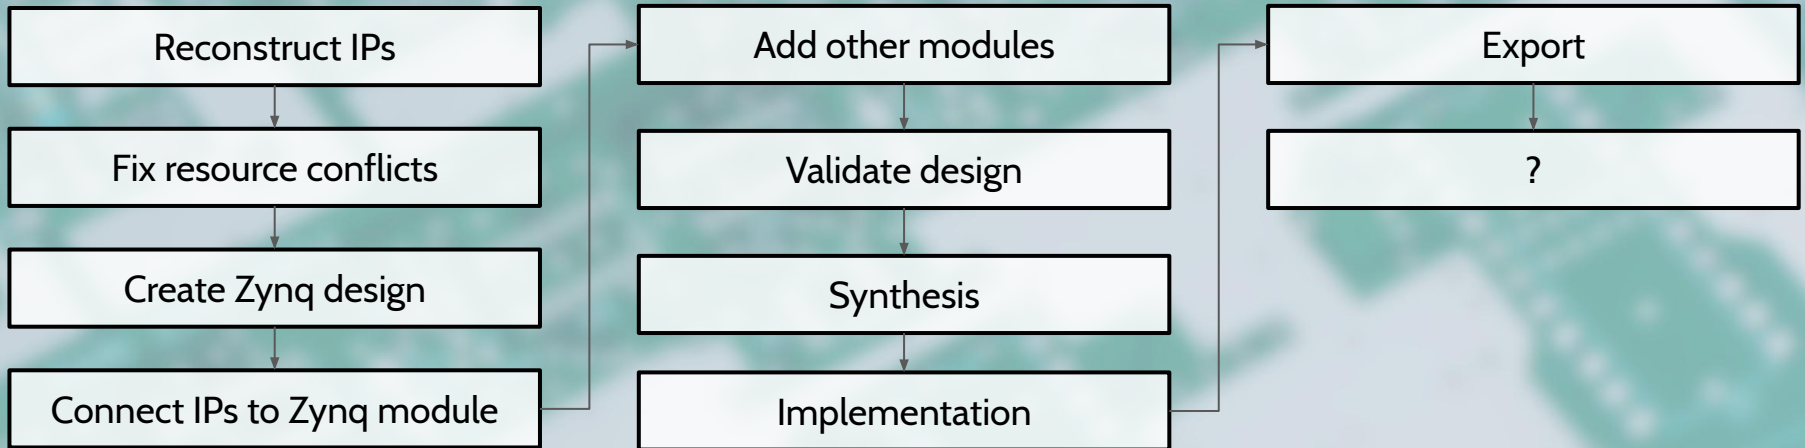 Reconstruct IPs
Fix resource conflicts
Create Zynq design
Connect IPs to Zynq module
Add other modules
Validate design
Synthesis
Implementation
Export
?